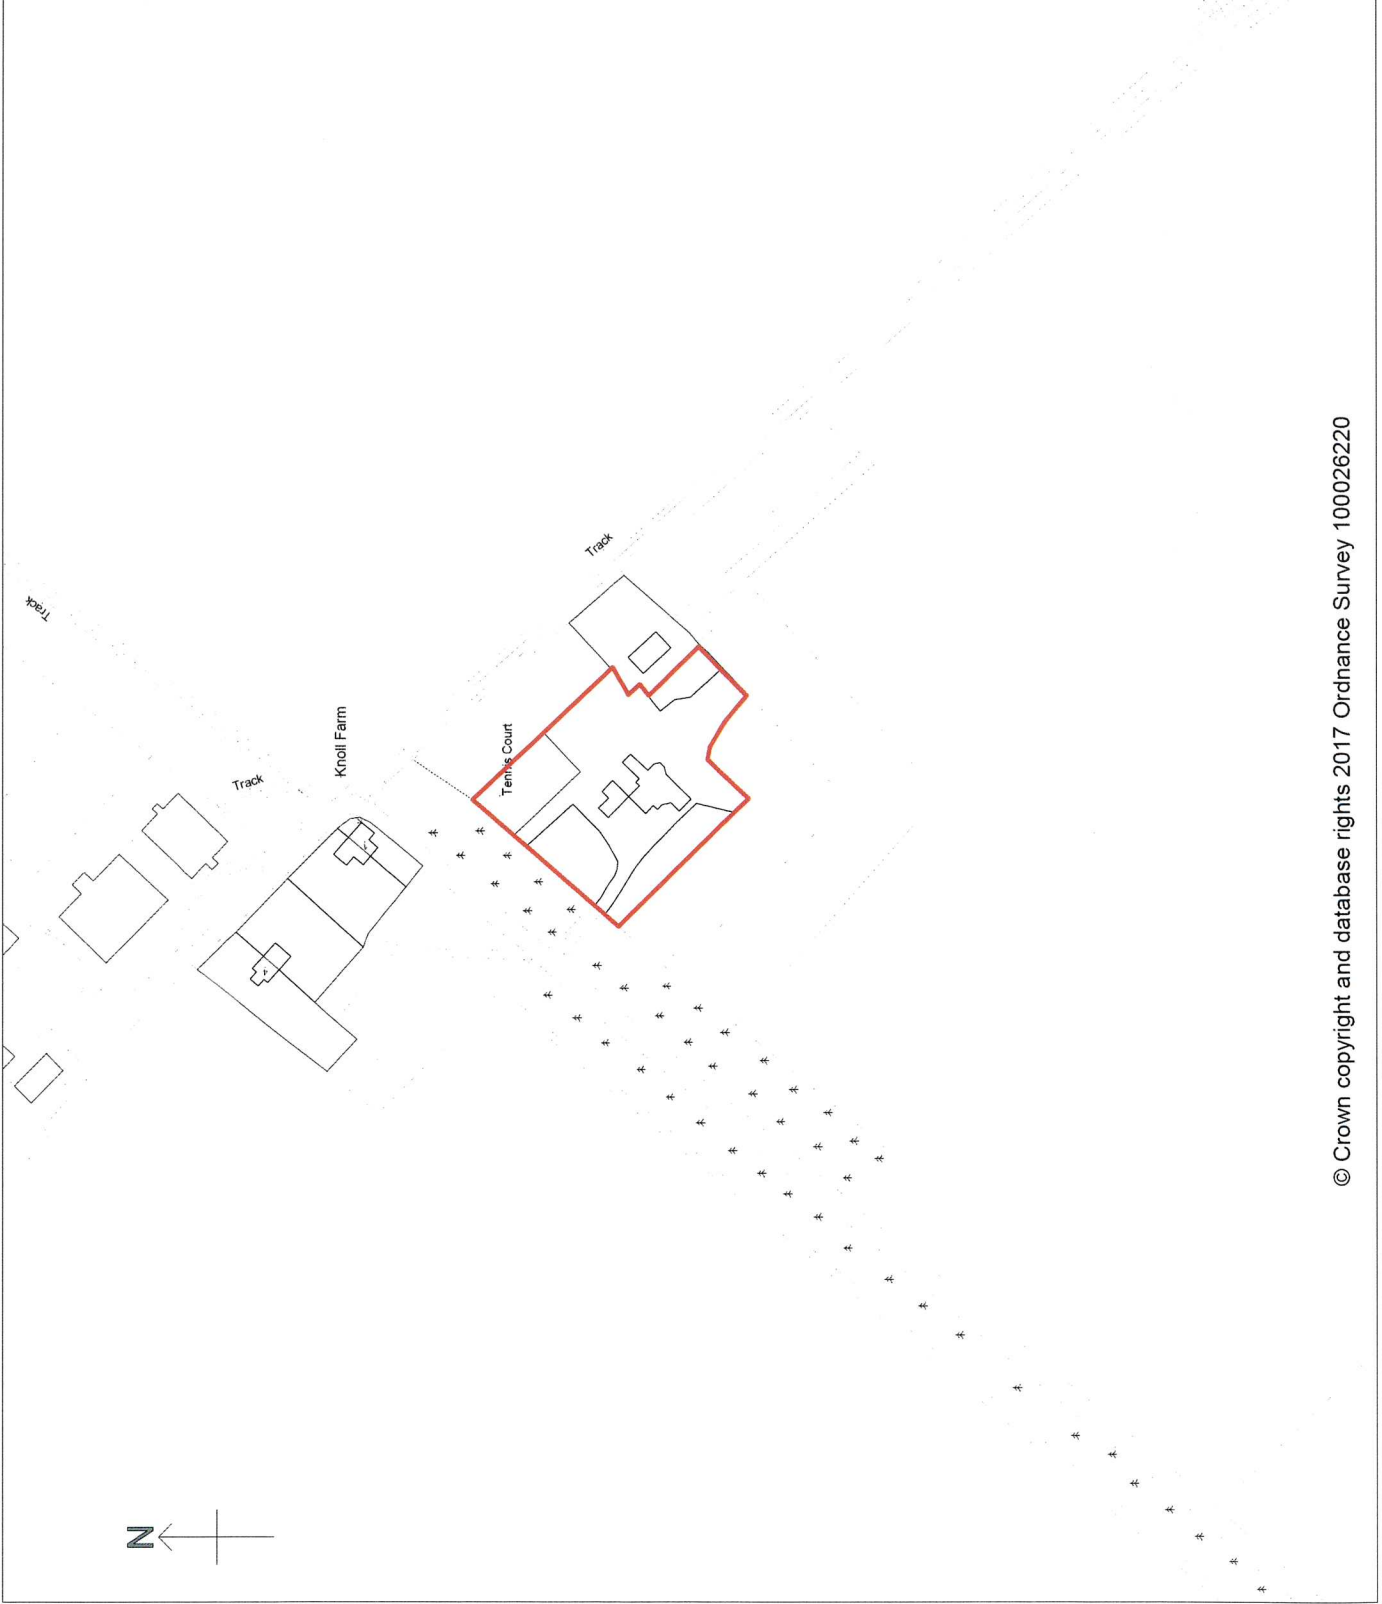 Track
Track
Knoll Farm
Tennis Court
Track
N
© Crown copyright and database rights 2017 Ordnance Survey 100026220